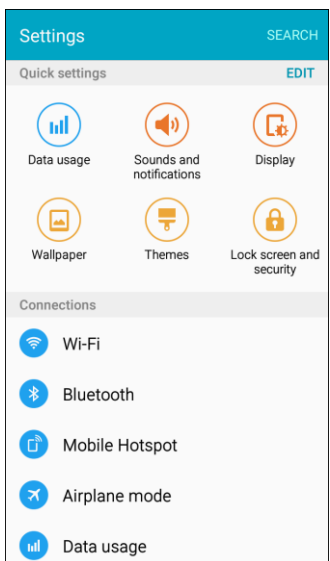 Settings
SEARCH
Quick settings
EDIT
Data usage
Sounds and
notifications
Display
Wallpaper
Themes
Lock screen and
security
Connections
Wi-Fi
Bluetooth
Mobile Hotspot
Airplane mode
Data usage